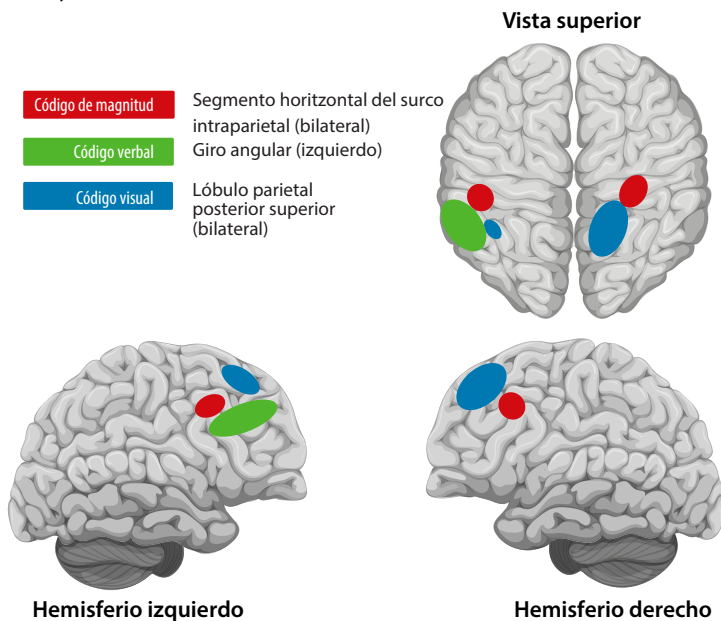 Vista superior
Código de magnitud
Segmento horitzontal del surco
intraparietal (bilateral)
Código verbal
Giro angular (izquierdo)
Código visual
Lóbulo parietal
posterior superior
(bilateral)
Hemisferio izquierdo
Hemisferio derecho